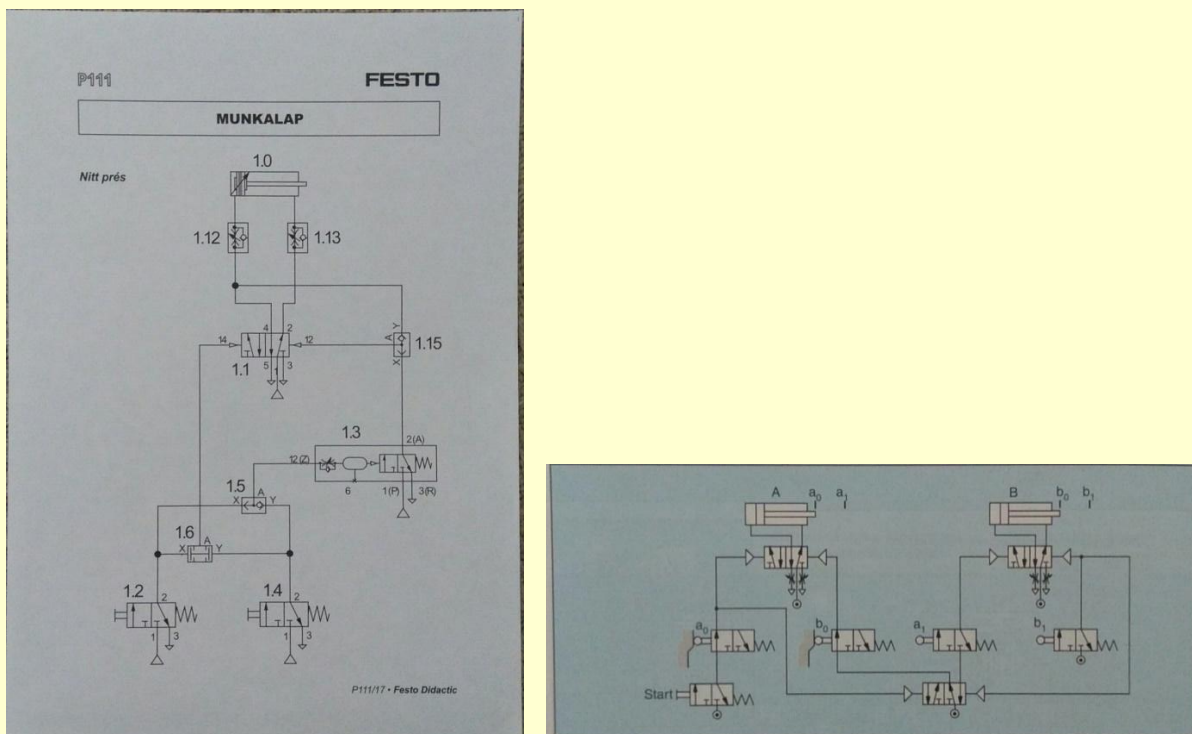 P111
FESTO
MUNKALAP
Nitt prés
1.0
1.12
1.13
4 2
14
12
Y
A
X
1.15
1.1
5 1 3
1.3
2(A)
12(Z)
6
1(P)
3(R)
1.5
A
X Y
1.6
A
X Y
1.2
2
1 3
1.4
2
1 3
P111/17 • Festo Didactic
A a0 a1
B b0 b1
a0
b0
a1
b1
Start